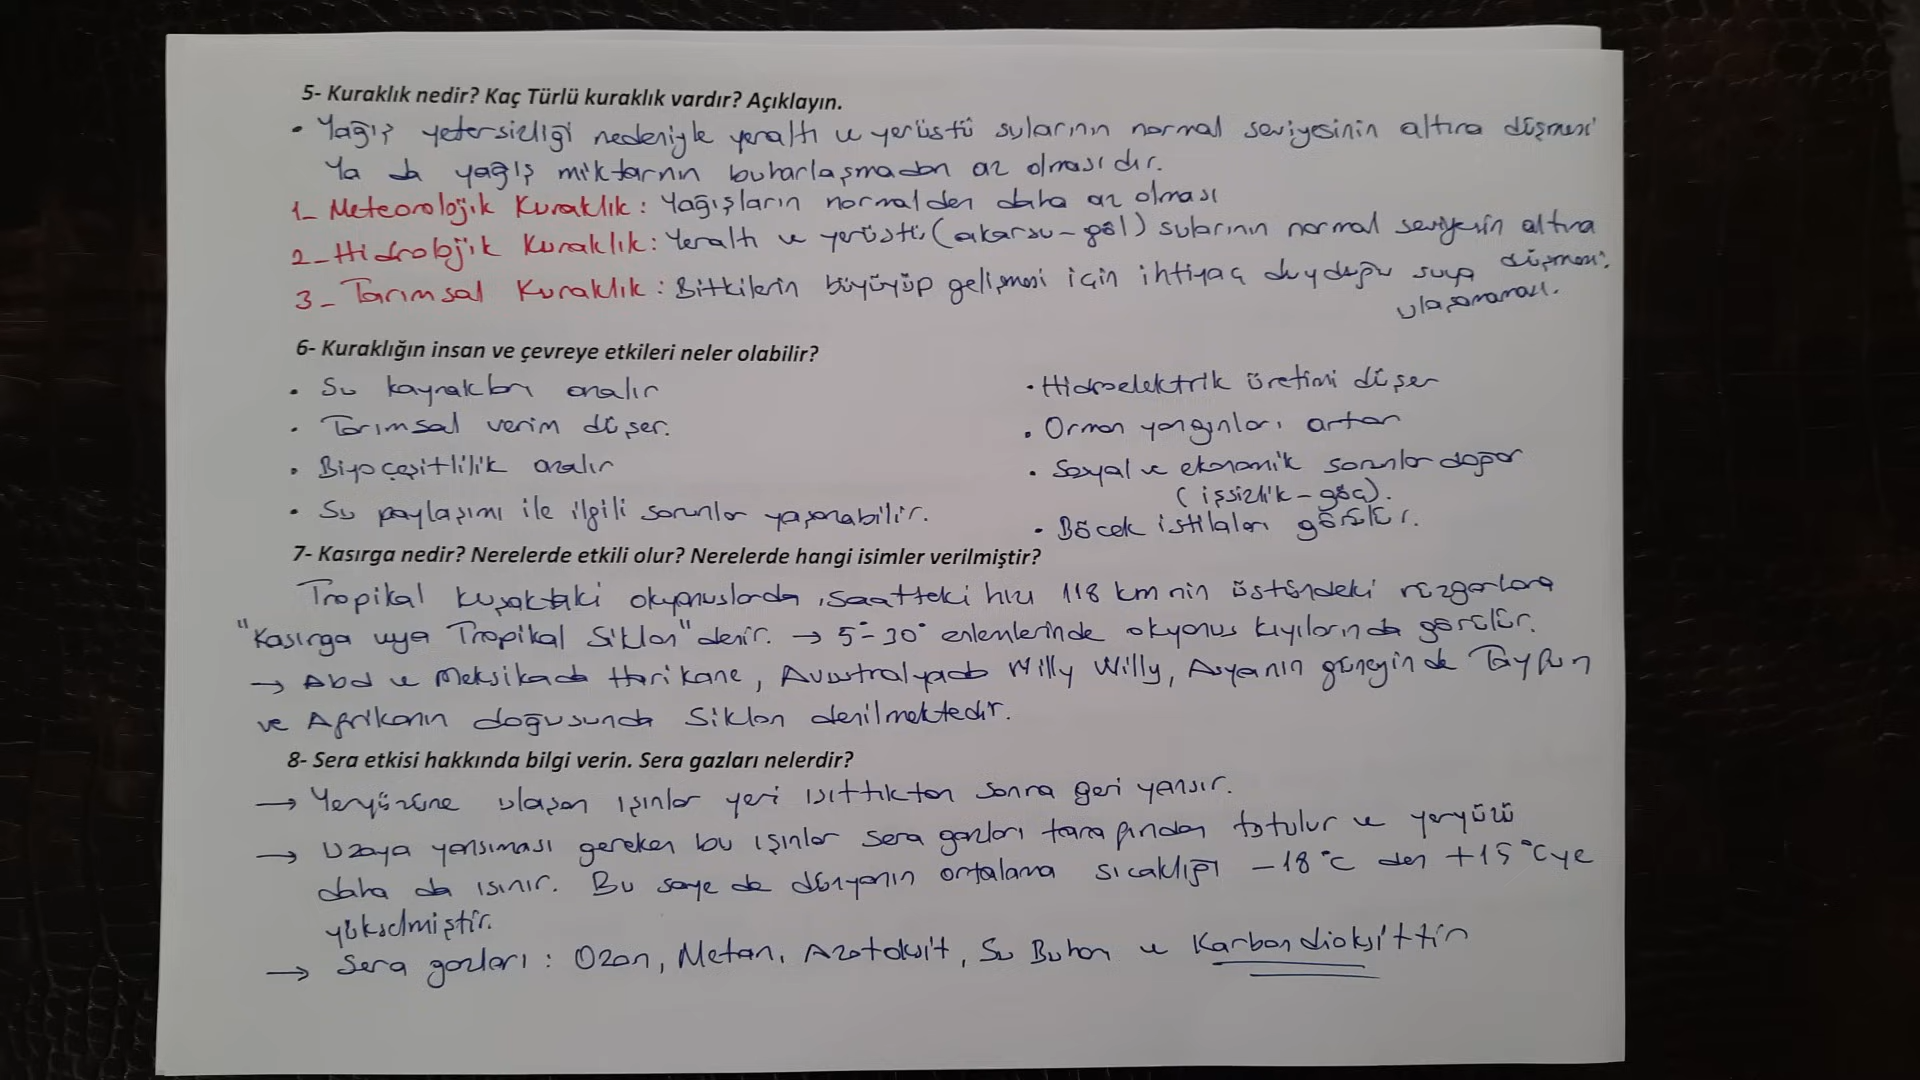 5- Kuraklık nedir? Kaç Türlü kuraklık vardır? Açıklayın.
• Yağış yetersizliği nedeniyle yeraltı ve yerüstü sularının normal seviyesinin altına düşmesi
Ya da yağış miktarının buharlaşmadan az olmasıdır.
1- Meteorolojik Kuraklık: Yağışların normalden daha az olması
2- Hidrolojik Kuraklık: Yeraltı ve yerüstü (akarsu-göl) sularının normal seviyesin altına
düşmesi.
3- Tarımsal Kuraklık: Bitkilerin büyüyüp gelişmesi için ihtiyaç duyduğu suya
ulaşamaması.
6- Kuraklığın insan ve çevreye etkileri neler olabilir?
• Su kaynakları azalır
• Tarımsal verim düşer.
• Biyoçeşitlilik azalır
• Su paylaşımı ile ilgili sorunlar yaşanabilir.
• Hidroelektrik üretimi düşer
• Orman yangınları artar
• Sosyal ve ekonomik sorunlar doğar
(işsizlik-göç).
• Böcek istilaları görülür.
7- Kasırga nedir? Nerelerde etkili olur? Nerelerde hangi isimler verilmiştir?
Tropikal kuşaktaki okyanuslarda, saatteki hızı 118 km nin üstündeki rüzgarlara
"Kasırga veya Tropikal Siklon" denir. → 5°-30° enlemlerinde okyanus kıyılarında görülür.
→ Abd ve Meksikada Harikane, Avustralyada Willy Willy, Asyanın güneyinde Tayfun
ve Afrikanın doğusunda Siklon denilmektedir.
8- Sera etkisi hakkında bilgi verin. Sera gazları nelerdir?
→ Yeryüzüne ulaşan ışınlar yeri ısıttıktan sonra geri yansır.
→ Uzaya yansıması gereken bu ışınlar sera gazları tarafından tutulur ve yeryüzü
daha da ısınır. Bu saye de dünyanın ortalama sıcaklığı -18°C den +15°C ye
yükselmiştir.
→ Sera gazları: Ozon, Metan, Azotoksit, Su Buharı ve Karbondioksittir